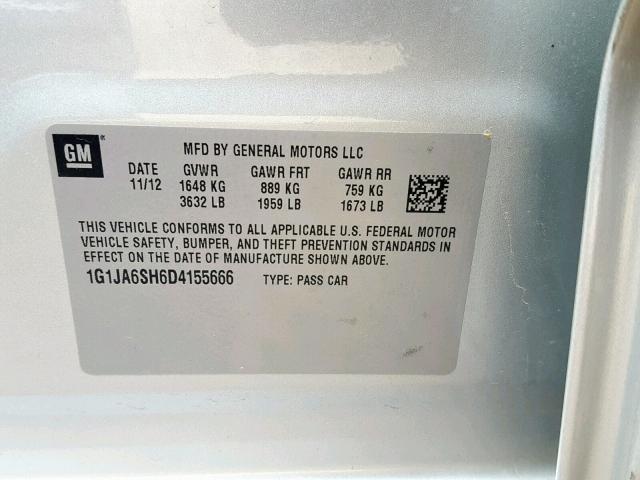 GM ® MFD BY GENERAL MOTORS LLC
DATE GVWR GAWR FRT GAWR RR
11/12 1648 KG 889 KG 759 KG
3632 LB 1959 LB 1673 LB
THIS VEHICLE CONFORMS TO ALL APPLICABLE U.S. FEDERAL MOTOR
VEHICLE SAFETY, BUMPER, AND THEFT PREVENTION STANDARDS IN
EFFECT ON THE DATE OF MANUFACTURE SHOWN ABOVE.
1G1JA6SH6D4155666 TYPE: PASS CAR